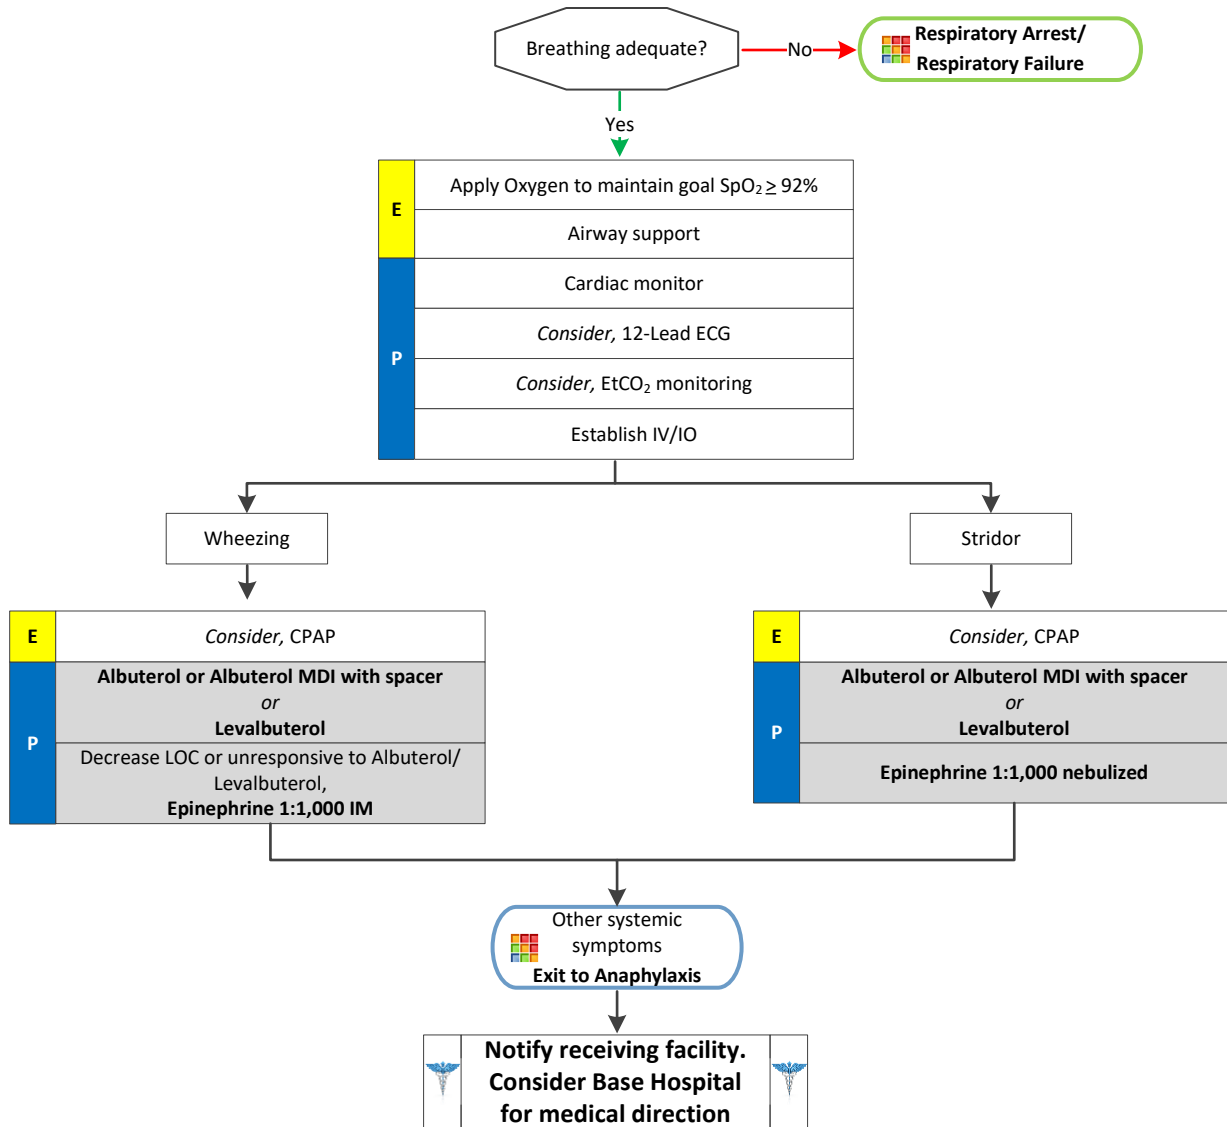 Breathing adequate?
No
Respiratory Arrest/
Respiratory Failure
Yes
E
Apply Oxygen to maintain goal SpO₂ ≥ 92%
Airway support
P
Cardiac monitor
Consider, 12-Lead ECG
Consider, EtCO₂ monitoring
Establish IV/IO
Wheezing
Stridor
E
Consider, CPAP
P
Albuterol or Albuterol MDI with spacer
or
Levalbuterol
Decrease LOC or unresponsive to Albuterol/
Levalbuterol,
Epinephrine 1:1,000 IM
E
Consider, CPAP
P
Albuterol or Albuterol MDI with spacer
or
Levalbuterol
Epinephrine 1:1,000 nebulized
Other systemic
symptoms
Exit to Anaphylaxis
Notify receiving facility.
Consider Base Hospital
for medical direction